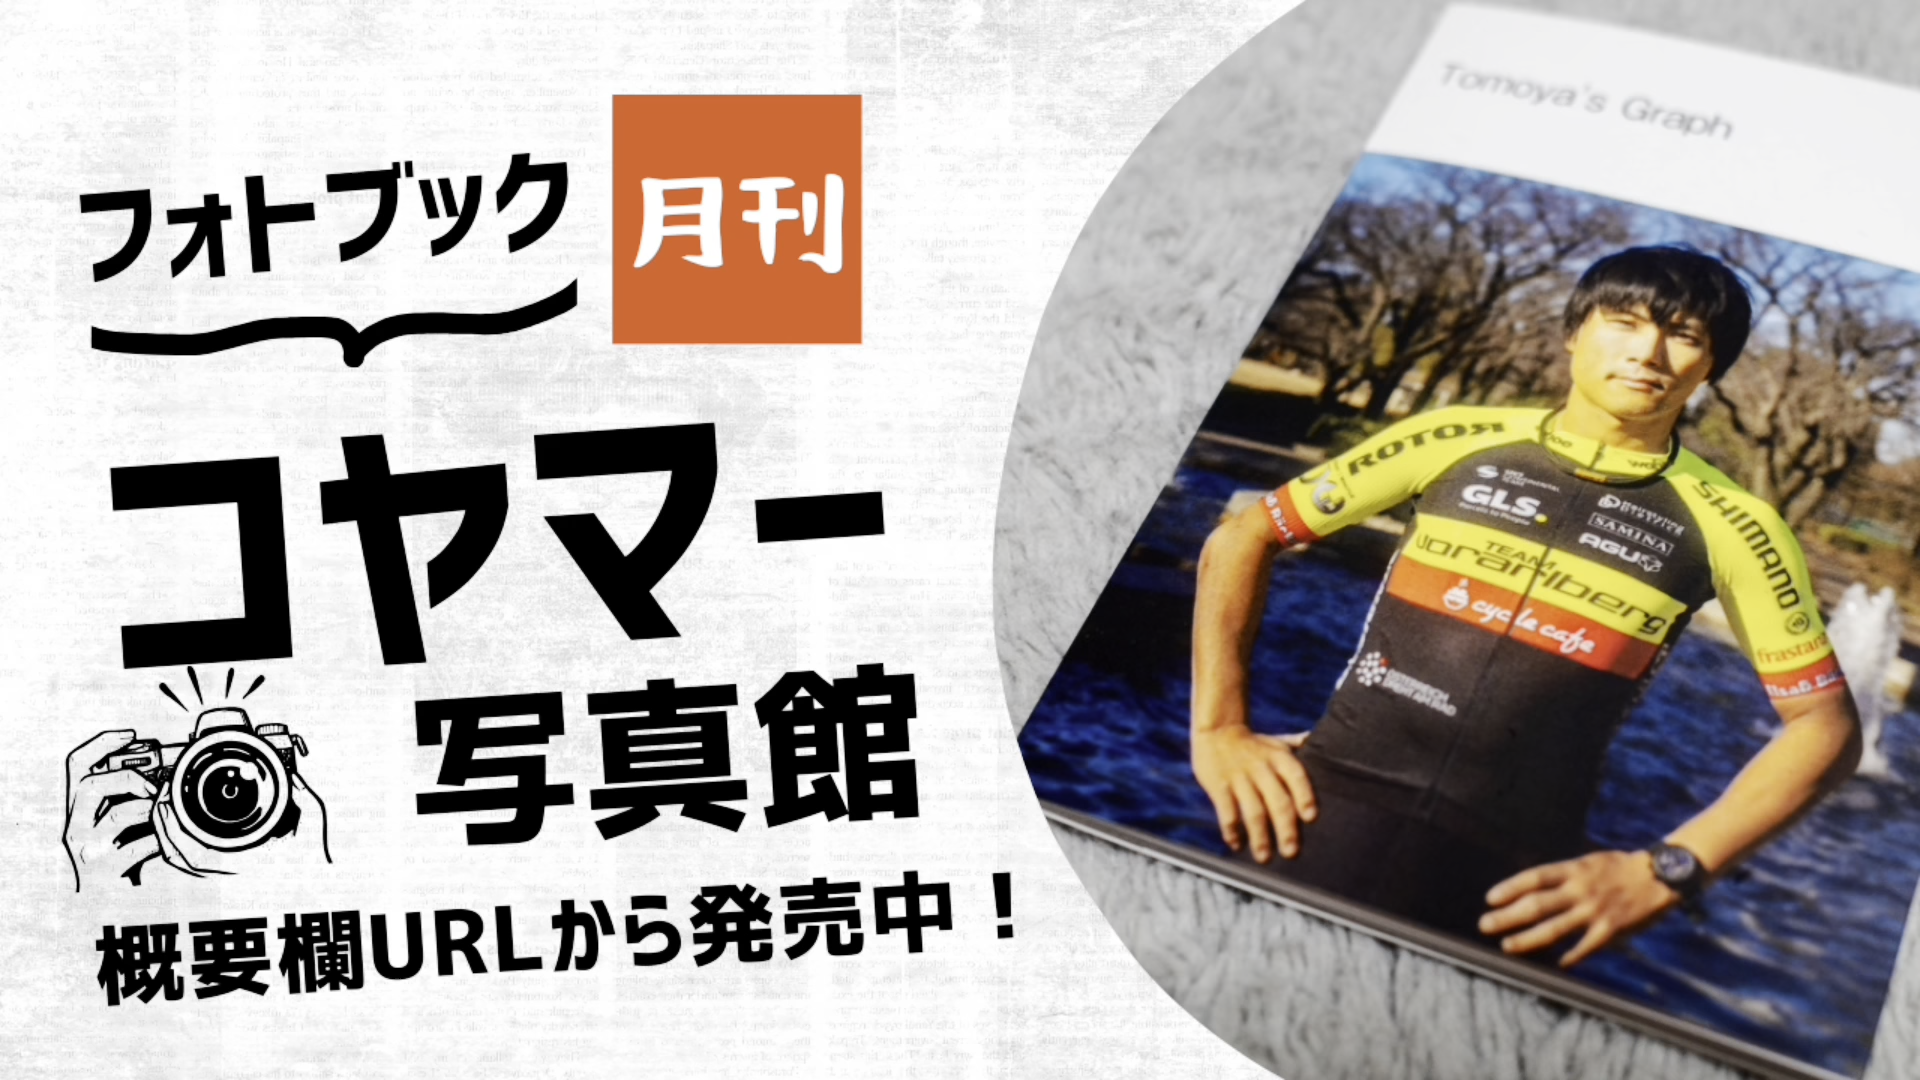 フォトブック
月刊
コヤマー
写真館
概要欄URLから発売中！
Tomoya's Graph
ROTOR
GLS.
SAMINA
AGU
SHIMANO
TEAM
Vorarlberg
cycle cafe